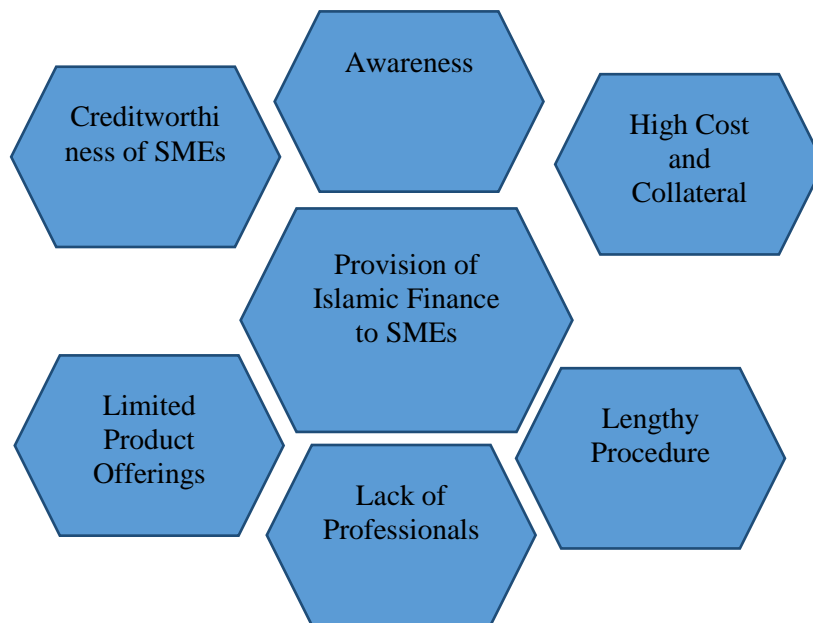 Awareness
Creditworthi
ness of SMEs
High Cost
and
Collateral
Provision of
Islamic Finance
to SMEs
Limited
Product
Offerings
Lengthy
Procedure
Lack of
Professionals